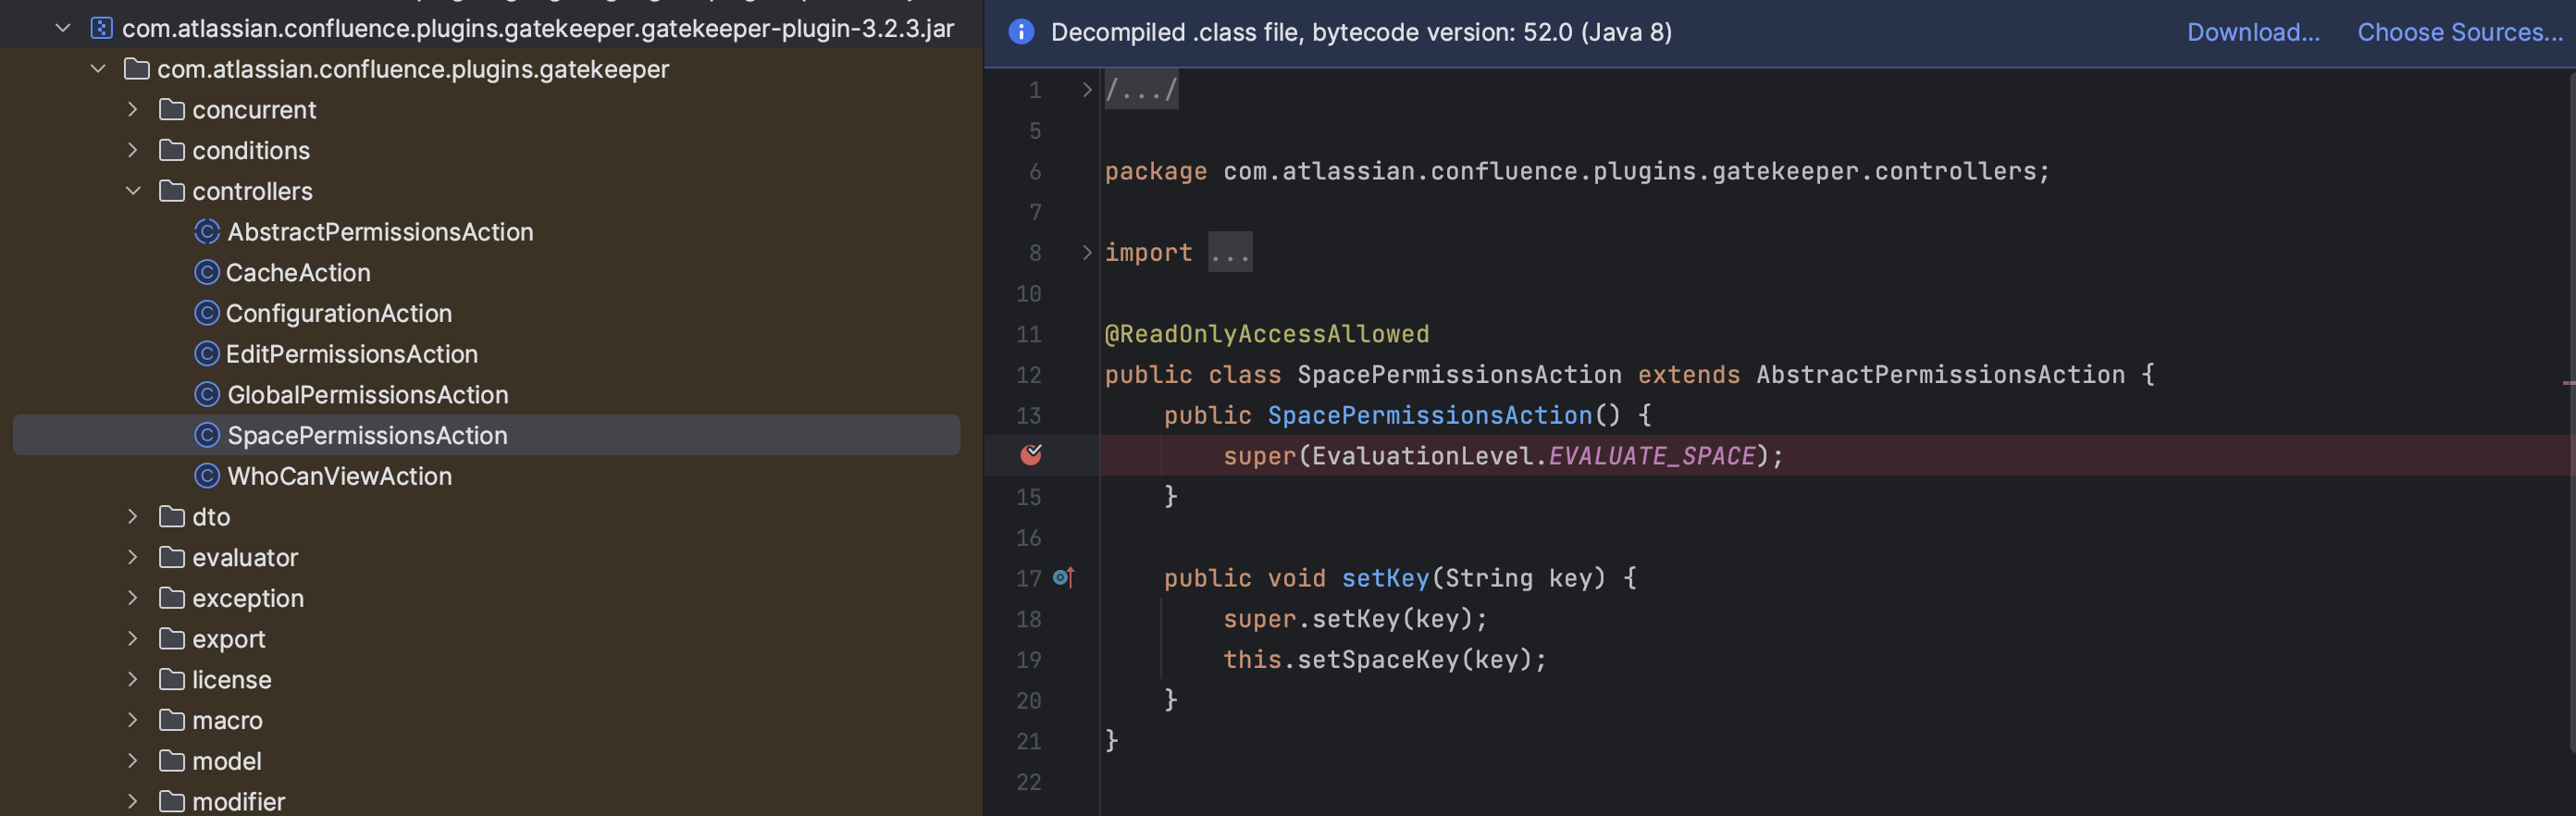 com.atlassian.confluence.plugins.gatekeeper.gatekeeper-plugin-3.2.3.jar
com.atlassian.confluence.plugins.gatekeeper
concurrent
conditions
controllers
AbstractPermissionsAction
CacheAction
ConfigurationAction
EditPermissionsAction
GlobalPermissionsAction
SpacePermissionsAction
WhoCanViewAction
dto
evaluator
exception
export
license
macro
model
modifier
Decompiled .class file, bytecode version: 52.0 (Java 8) Download... Choose Sources...
1 /.../
5
6 package com.atlassian.confluence.plugins.gatekeeper.controllers;
7
8 import ...
10
11 @ReadOnlyAccessAllowed
12 public class SpacePermissionsAction extends AbstractPermissionsAction {
13 public SpacePermissionsAction() {
super(EvaluationLevel.EVALUATE_SPACE);
15 }
16
17 public void setKey(String key) {
18 super.setKey(key);
19 this.setSpaceKey(key);
20 }
21 }
22